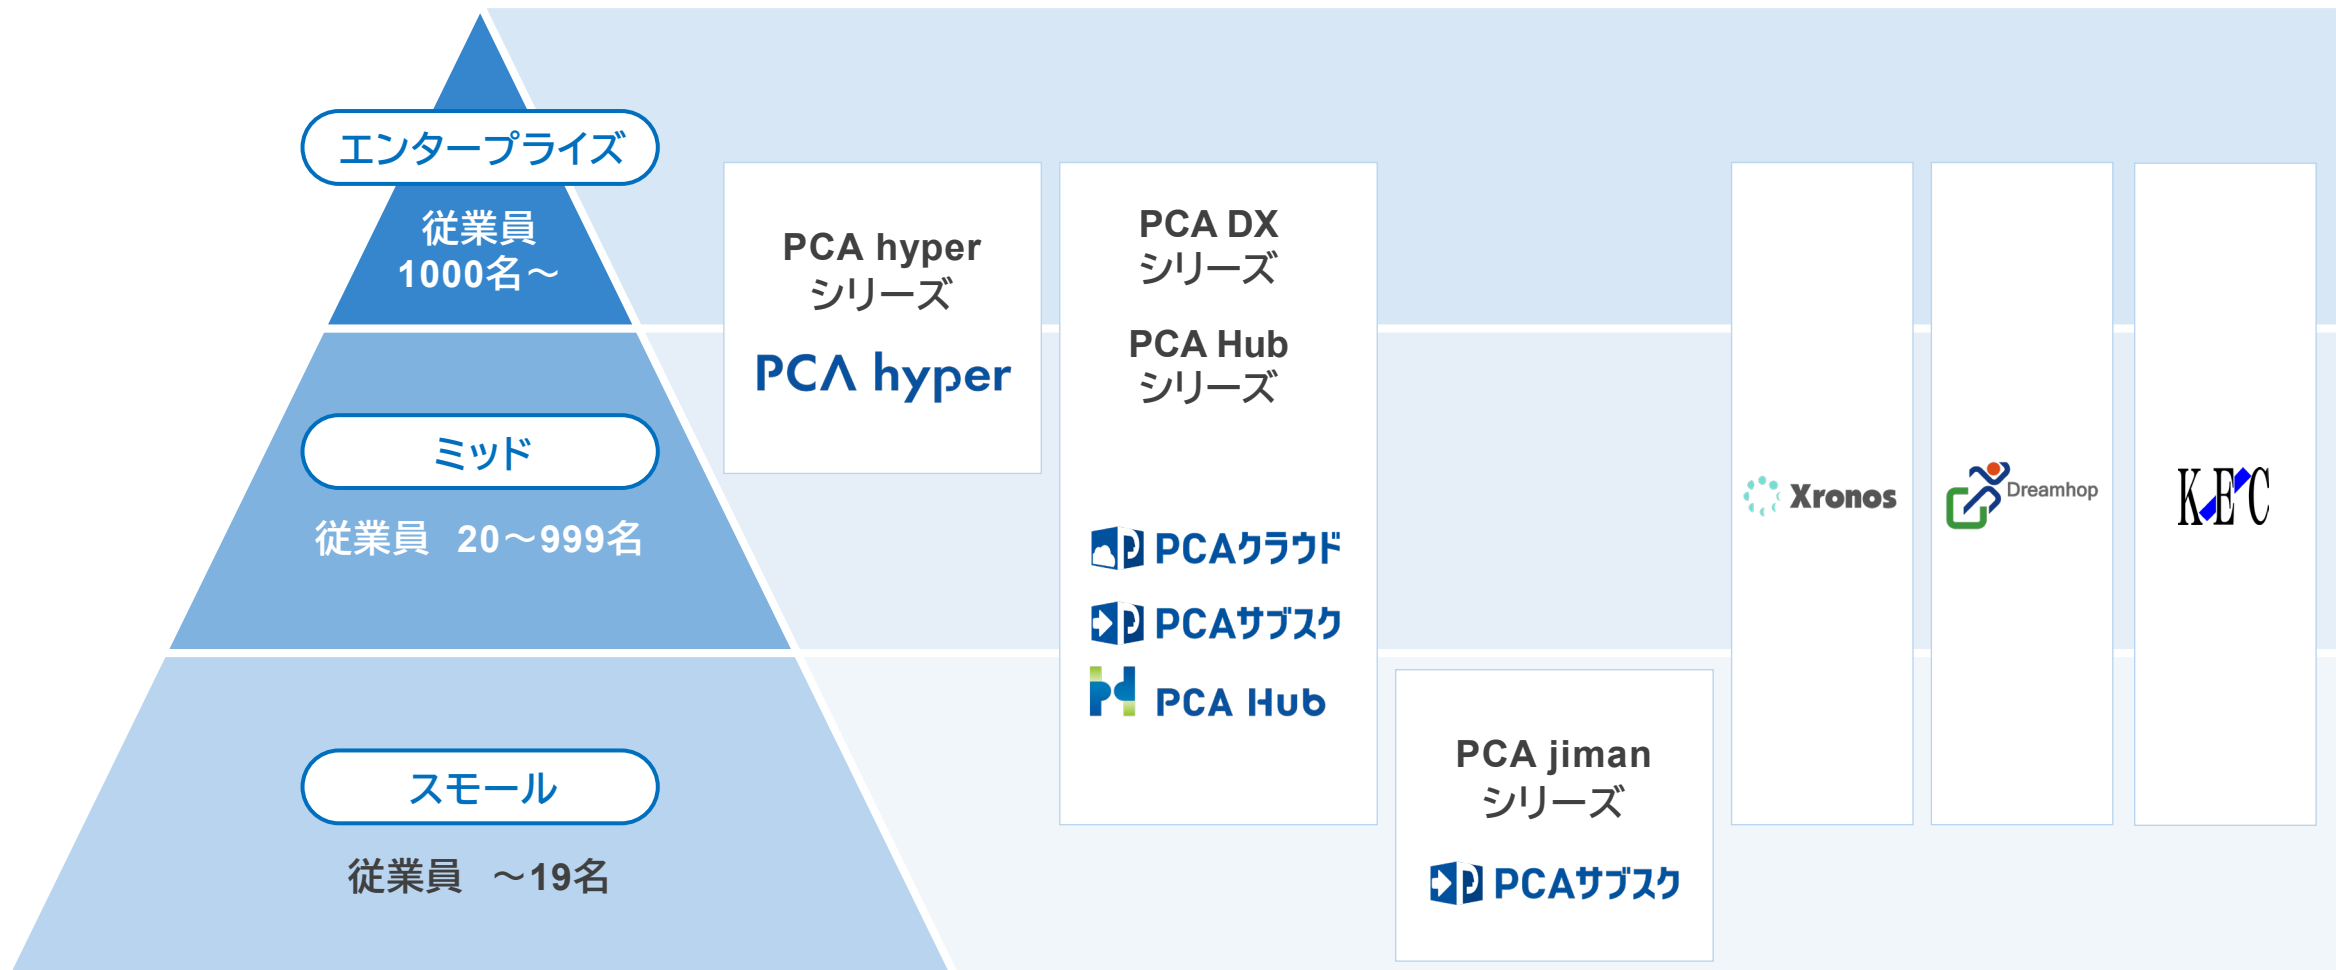 エンタープライズ
従業員
1000名～
ミッド
従業員 20～999名
スモール
従業員 ～19名
PCA hyper
シリーズ
PCA hyper
PCA DX
シリーズ
PCA Hub
シリーズ
PCAクラウド
PCAサブスク
PCA Hub
PCA jiman
シリーズ
PCAサブスク
Xronos
Dreamhop
KEC